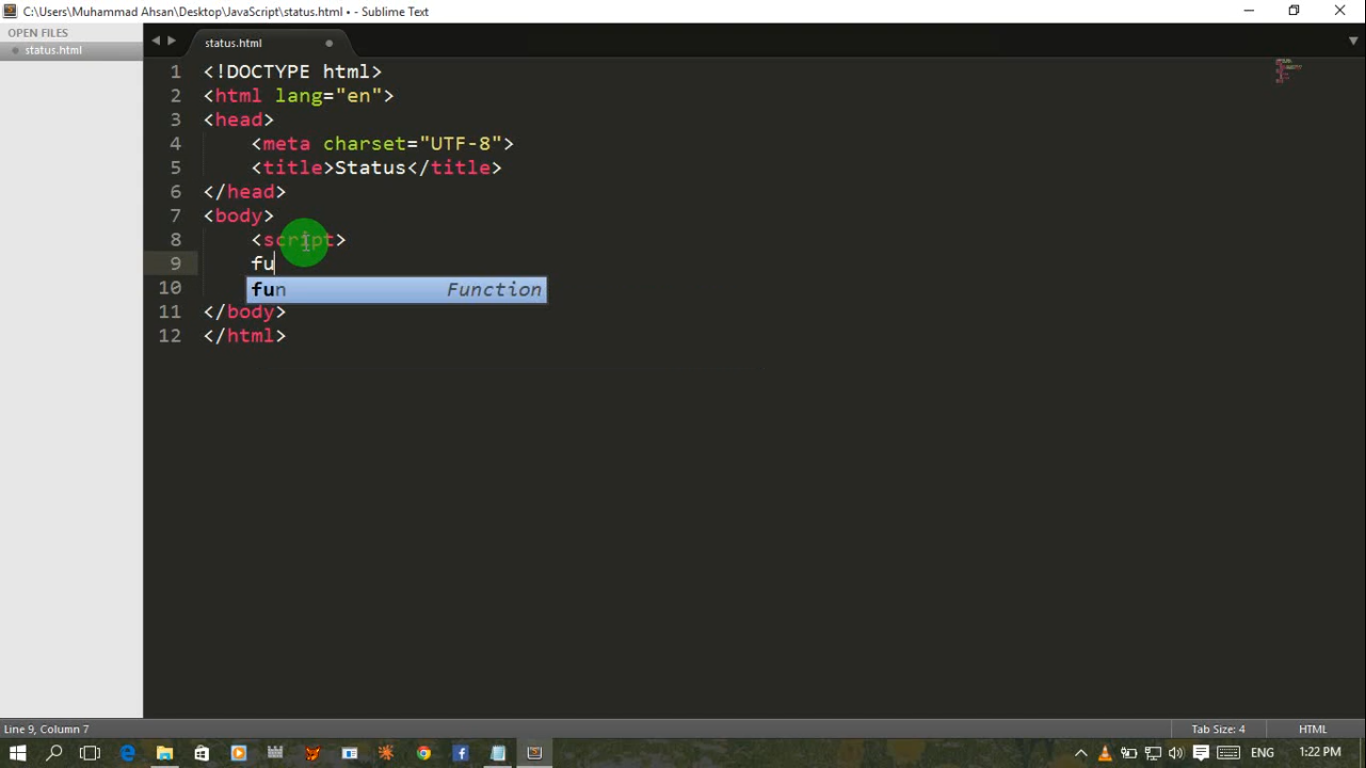 C:\Users\Muhammad Ahsan\Desktop\JavaScript\status.html • - Sublime Text
OPEN FILES
status.html
status.html
1 <!DOCTYPE html>
2 <html lang="en">
3 <head>
4 <meta charset="UTF-8">
5 <title>Status</title>
6 </head>
7 <body>
8 <script>
9 fu
10 fun Function
11 </body>
12 </html>
Line 9, Column 7
Tab Size: 4
HTML
ENG
1:22 PM